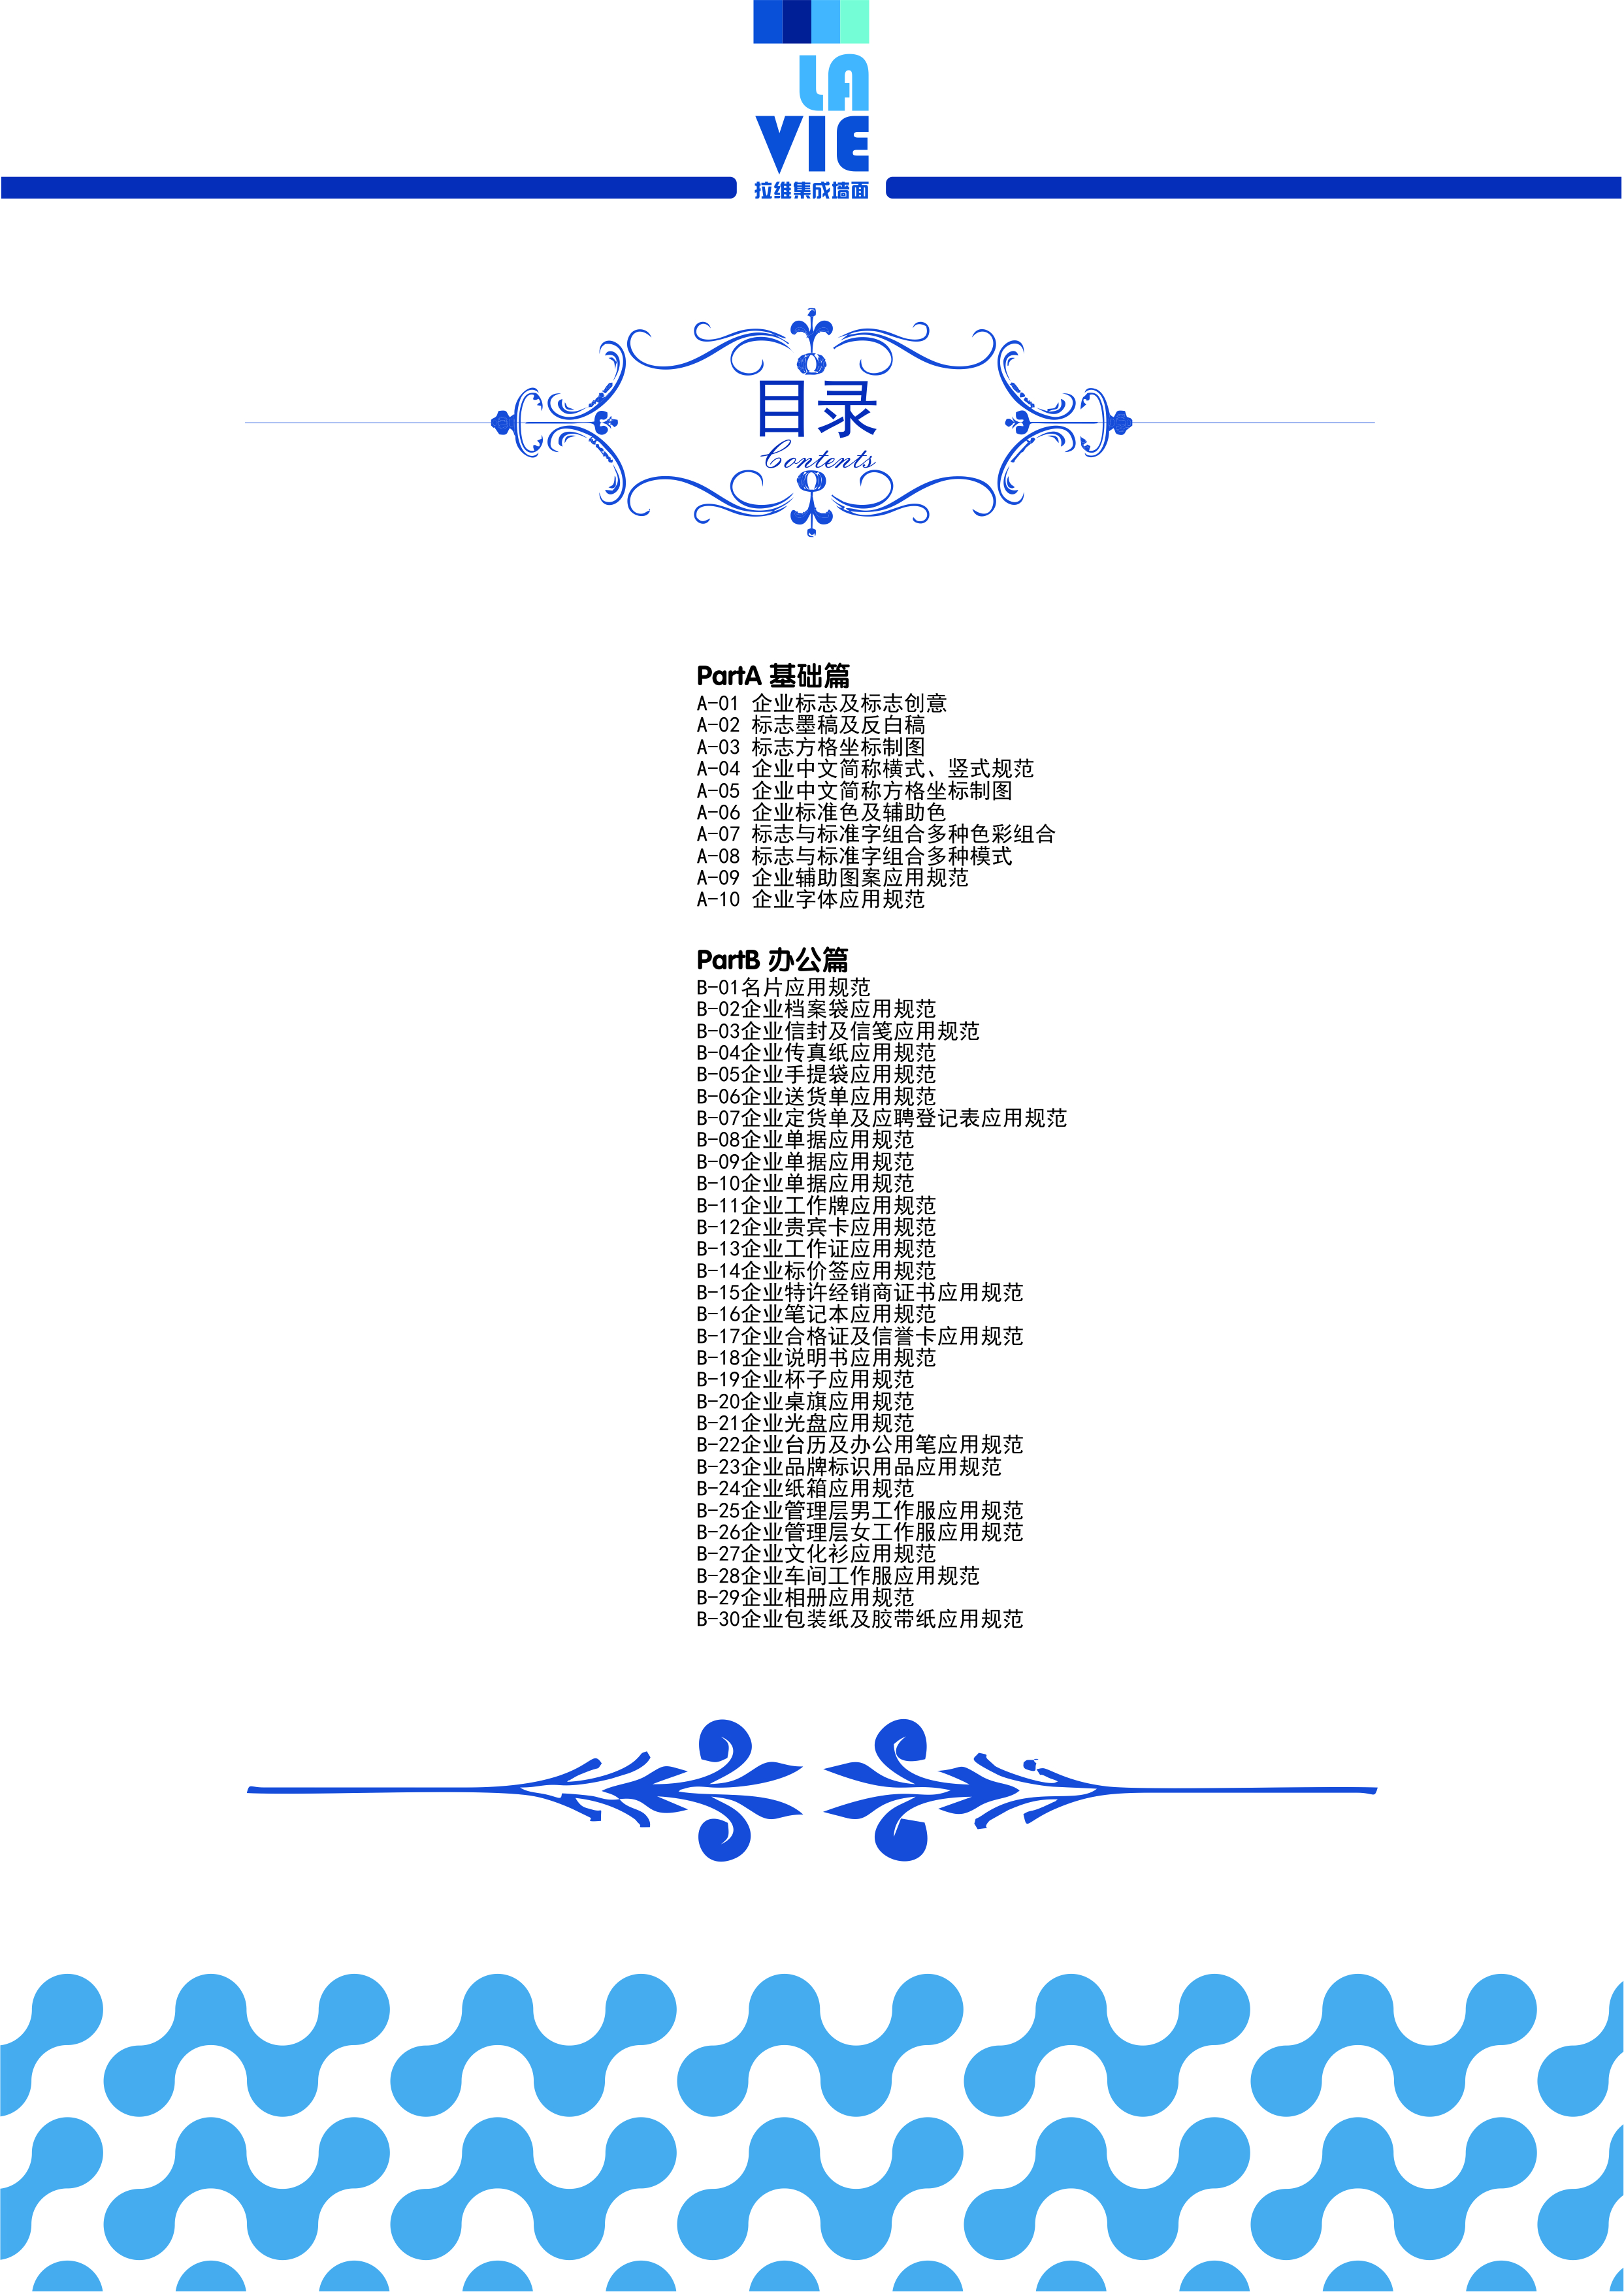 LA
VIE
拉维集成墙面
目录
Contents
PartA 基础篇
A-01 企业标志及标志创意
A-02 标志墨稿及反白稿
A-03 标志方格坐标制图
A-04 企业中文简称横式、竖式规范
A-05 企业中文简称方格坐标制图
A-06 企业标准色及辅助色
A-07 标志与标准字组合多种色彩组合
A-08 标志与标准字组合多种模式
A-09 企业辅助图案应用规范
A-10 企业字体应用规范
PartB 办公篇
B-01名片应用规范
B-02企业档案袋应用规范
B-03企业信封及信笺应用规范
B-04企业传真纸应用规范
B-05企业手提袋应用规范
B-06企业送货单应用规范
B-07企业定货单及应聘登记表应用规范
B-08企业单据应用规范
B-09企业单据应用规范
B-10企业单据应用规范
B-11企业工作牌应用规范
B-12企业贵宾卡应用规范
B-13企业工作证应用规范
B-14企业标价签应用规范
B-15企业特许经销商证书应用规范
B-16企业笔记本应用规范
B-17企业合格证及信誉卡应用规范
B-18企业说明书应用规范
B-19企业杯子应用规范
B-20企业桌旗应用规范
B-21企业光盘应用规范
B-22企业台历及办公用笔应用规范
B-23企业品牌标识用品应用规范
B-24企业纸箱应用规范
B-25企业管理层男工作服应用规范
B-26企业管理层女工作服应用规范
B-27企业文化衫应用规范
B-28企业车间工作服应用规范
B-29企业相册应用规范
B-30企业包装纸及胶带纸应用规范